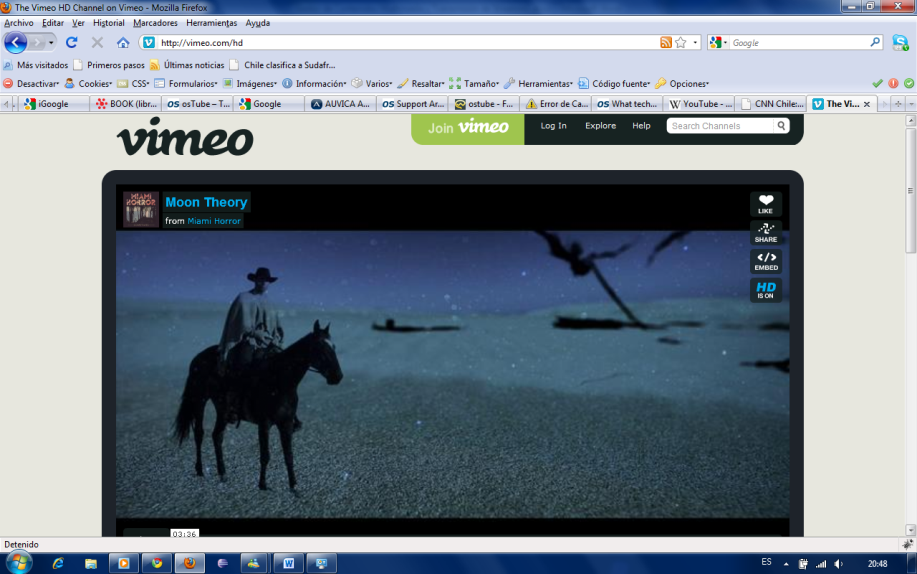 The Vimeo HD Channel on Vimeo - Mozilla Firefox
Archivo Editar Ver Historial Marcadores Herramientas Ayuda
http://vimeo.com/hd
Google
Más visitados Primeros pasos Últimas noticias Chile clasifica a Sudafr...
Desactivar Cookies CSS Formularios Imágenes Información Varios Resaltar Tamaño Herramientas Código fuente Opciones
iGoogle BOOK (libr... OS osTube – T... Google AUVICA A... OS Support Ar... ostube - F... Error de Ca... OS What tech... W YouTube - ... CNN Chile:... The Vi...
vimeo
Join vimeo Log In Explore Help Search Channels
MIAMI HORROR
Moon Theory
from Miami Horror
LIKE
SHARE
</>
EMBED
HD
IS ON
03:36
Detenido
ES 20:48